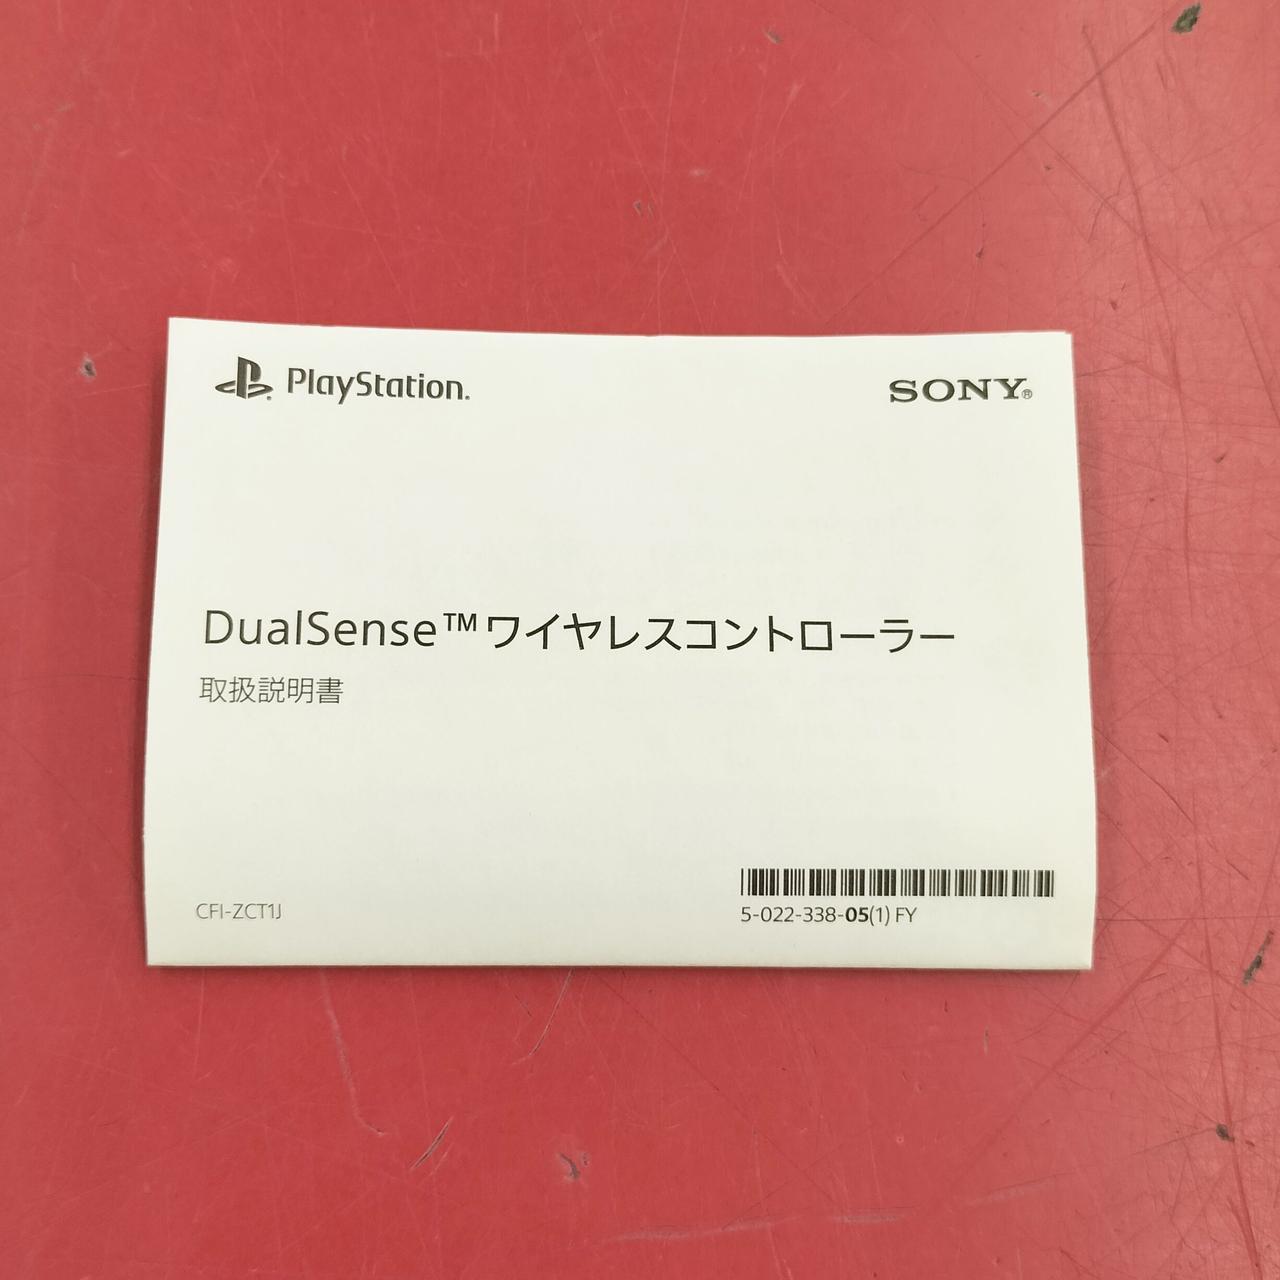 PlayStation®
SONY®
DualSense™ワイヤレスコントローラー
取扱説明書
CFI-ZCT1J
5-022-338-05(1) FY